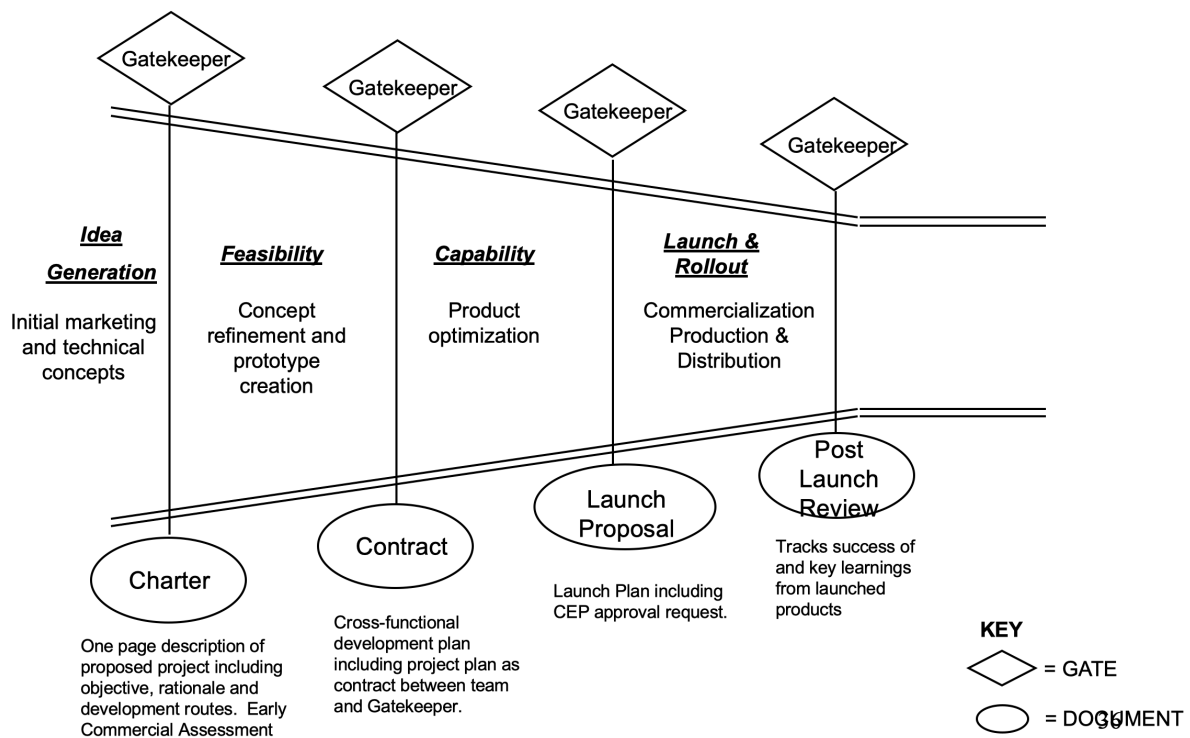 Gatekeeper
Gatekeeper
Gatekeeper
Gatekeeper
Idea
Generation
Initial marketing
and technical
concepts
Feasibility
Concept
refinement and
prototype
creation
Capability
Product
optimization
Launch &
Rollout
Commercialization
Production &
Distribution
Charter
One page description of
proposed project including
objective, rationale and
development routes. Early
Commercial Assessment
Contract
Cross-functional
development plan
including project plan as
contract between team
and Gatekeeper.
Launch
Proposal
Launch Plan including
CEP approval request.
Post
Launch
Review
Tracks success of
and key learnings
from launched
products
KEY
= GATE
= DOCUMENT
36